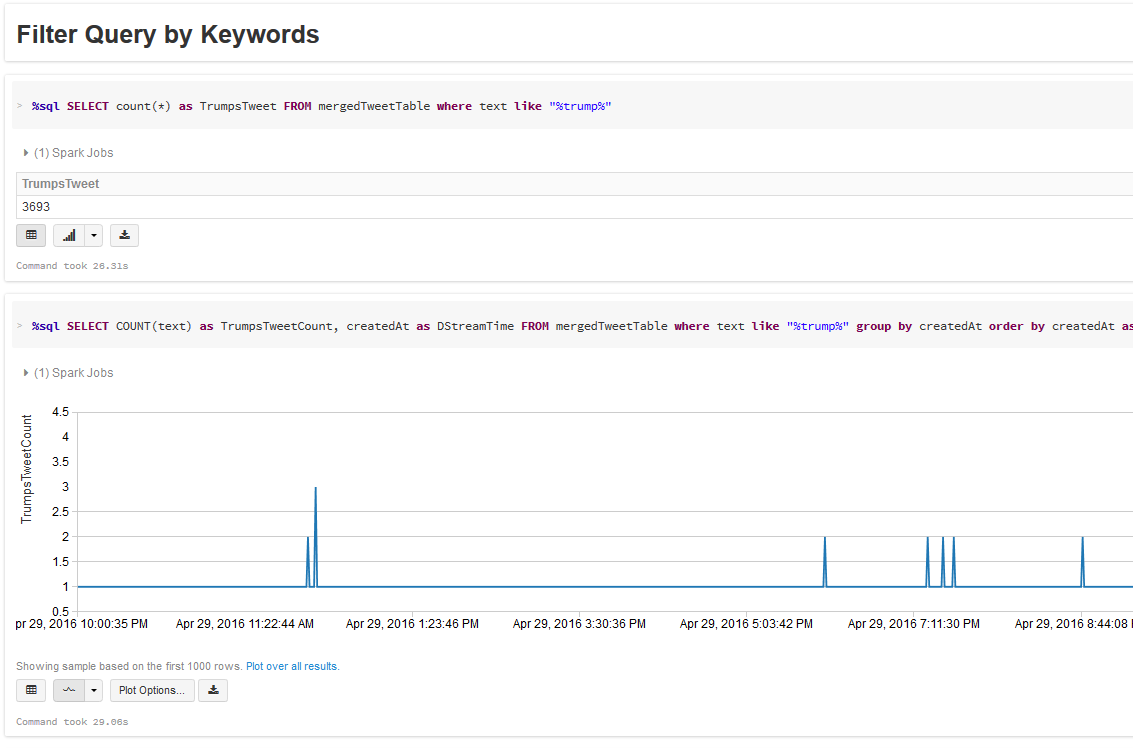 Filter Query by Keywords
> %sql SELECT count(*) as TrumpsTweet FROM mergedTweetTable where text like "%trump%"
(1) Spark Jobs
TrumpsTweet
3693
Command took 26.31s
> %sql SELECT COUNT(text) as TrumpsTweetCount, createdAt as DStreamTime FROM mergedTweetTable where text like "%trump%" group by createdAt order by createdAt as
(1) Spark Jobs
TrumpsTweetCount
4.5
4
3.5
3
2.5
2
1.5
1
0.5
pr 29, 2016 10:00:35 PM Apr 29, 2016 11:22:44 AM Apr 29, 2016 1:23:46 PM Apr 29, 2016 3:30:36 PM Apr 29, 2016 5:03:42 PM Apr 29, 2016 7:11:30 PM Apr 29, 2016 8:44:08
Showing sample based on the first 1000 rows. Plot over all results.
Plot Options...
Command took 29.06s